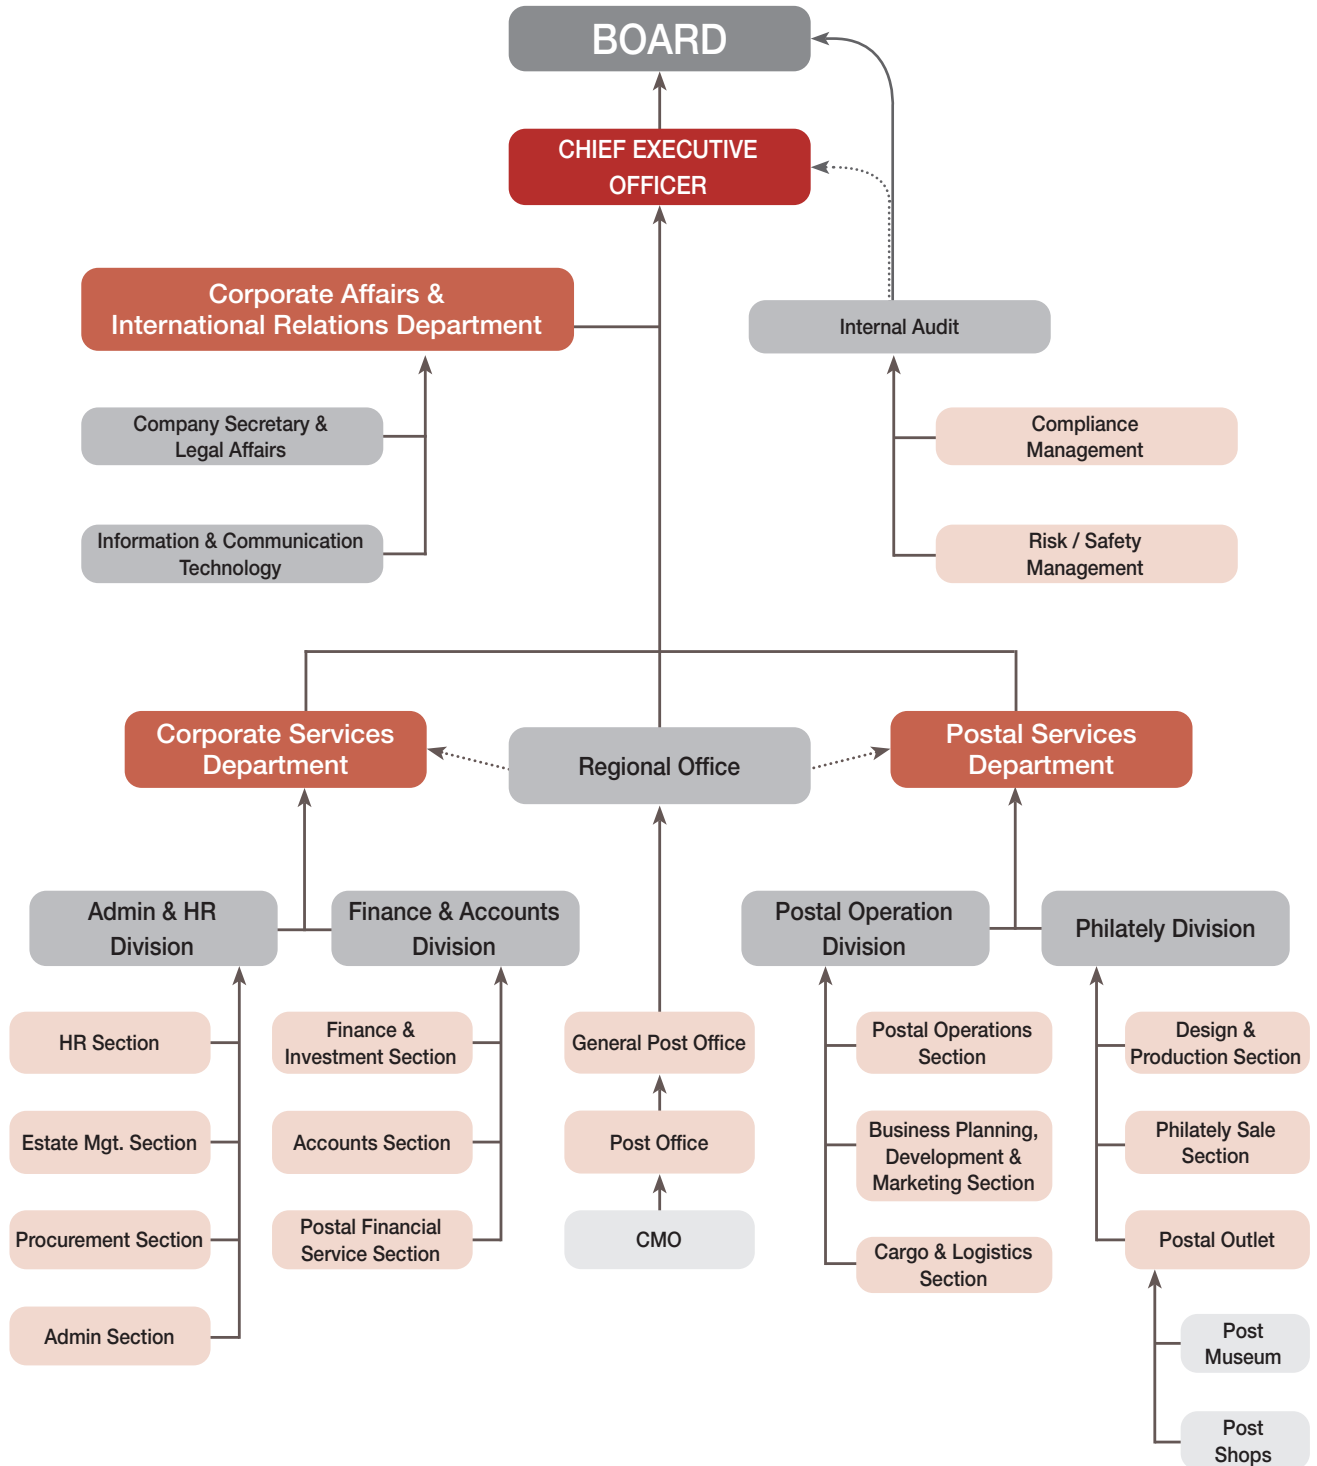 BOARD
CHIEF EXECUTIVE
OFFICER
Corporate Affairs &
International Relations Department
Internal Audit
Company Secretary &
Legal Affairs
Compliance
Management
Information & Communication
Technology
Risk / Safety
Management
Corporate Services
Department
Regional Office
Postal Services
Department
Admin & HR
Division
Finance & Accounts
Division
Postal Operation
Division
Philately Division
HR Section
Finance &
Investment Section
General Post Office
Postal Operations
Section
Design &
Production Section
Estate Mgt. Section
Accounts Section
Post Office
Business Planning,
Development &
Marketing Section
Philately Sale
Section
Procurement Section
Postal Financial
Service Section
CMO
Cargo & Logistics
Section
Postal Outlet
Admin Section
Post
Museum
Post
Shops